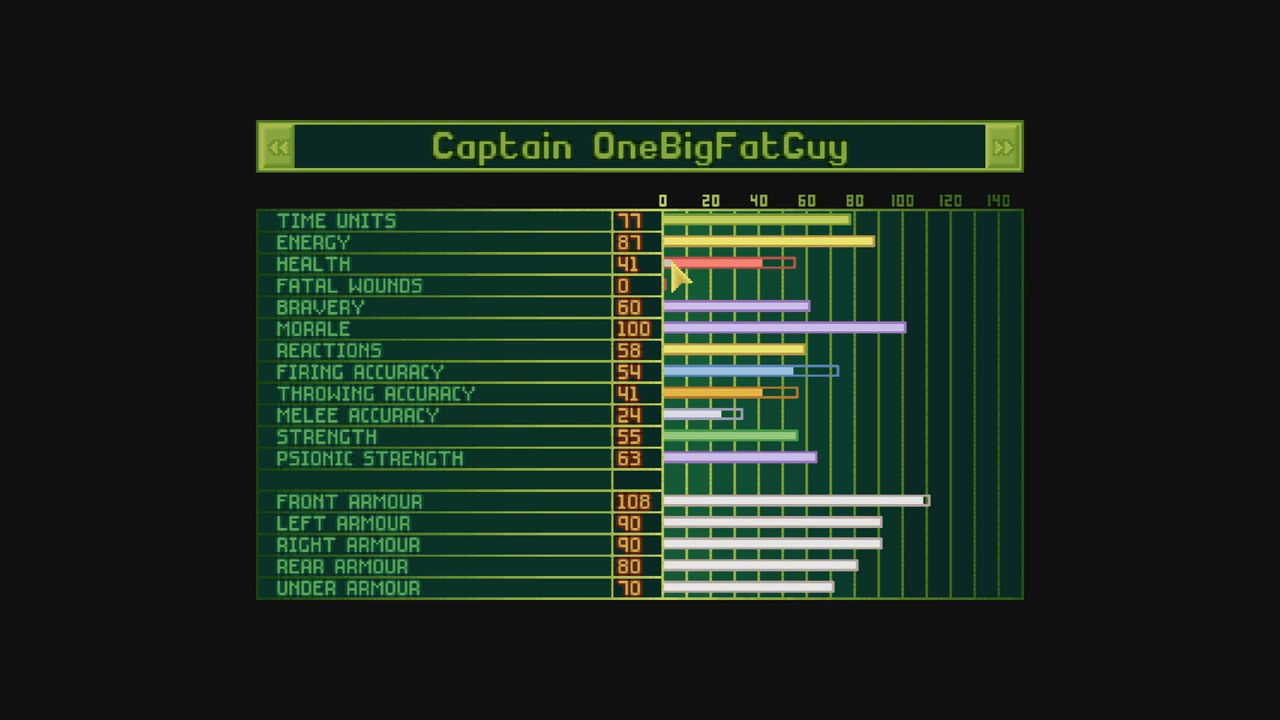 Captain OneBigFatGuy
0 20 40 60 80 100 120 140
TIME UNITS 77
ENERGY 87
HEALTH 41
FATAL WOUNDS 0
BRAVERY 60
MORALE 100
REACTIONS 58
FIRING ACCURACY 54
THROWING ACCURACY 41
MELEE ACCURACY 24
STRENGTH 55
PSIONIC STRENGTH 63
FRONT ARMOUR 108
LEFT ARMOUR 90
RIGHT ARMOUR 90
REAR ARMOUR 80
UNDER ARMOUR 70